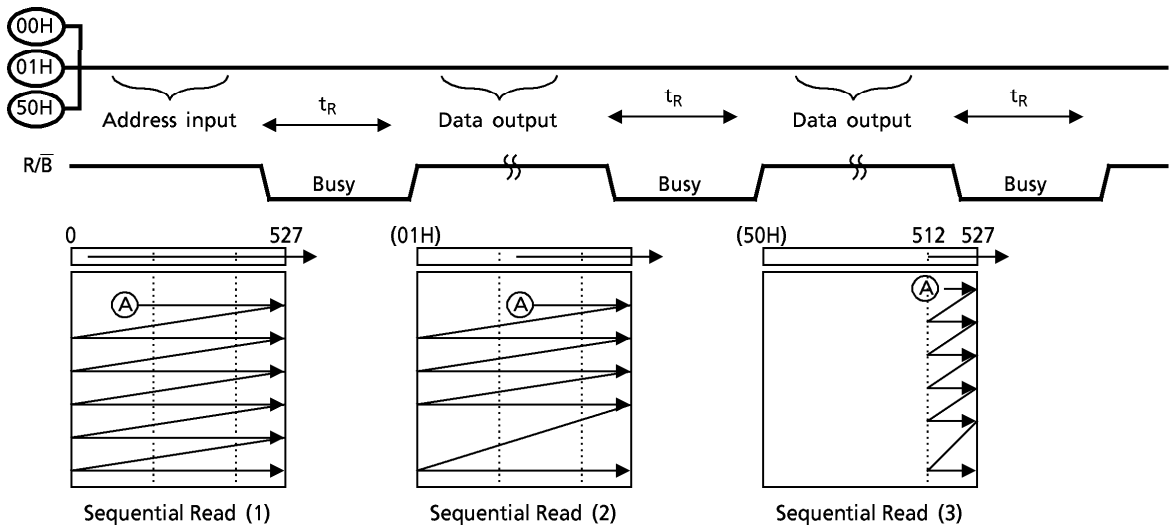 00H
01H
50H
Address input
tR
Data output
tR
Data output
tR
R/B̅
Busy
Busy
Busy
0 527
(01H)
(50H) 512 527
A
A
A
Sequential Read (1)
Sequential Read (2)
Sequential Read (3)